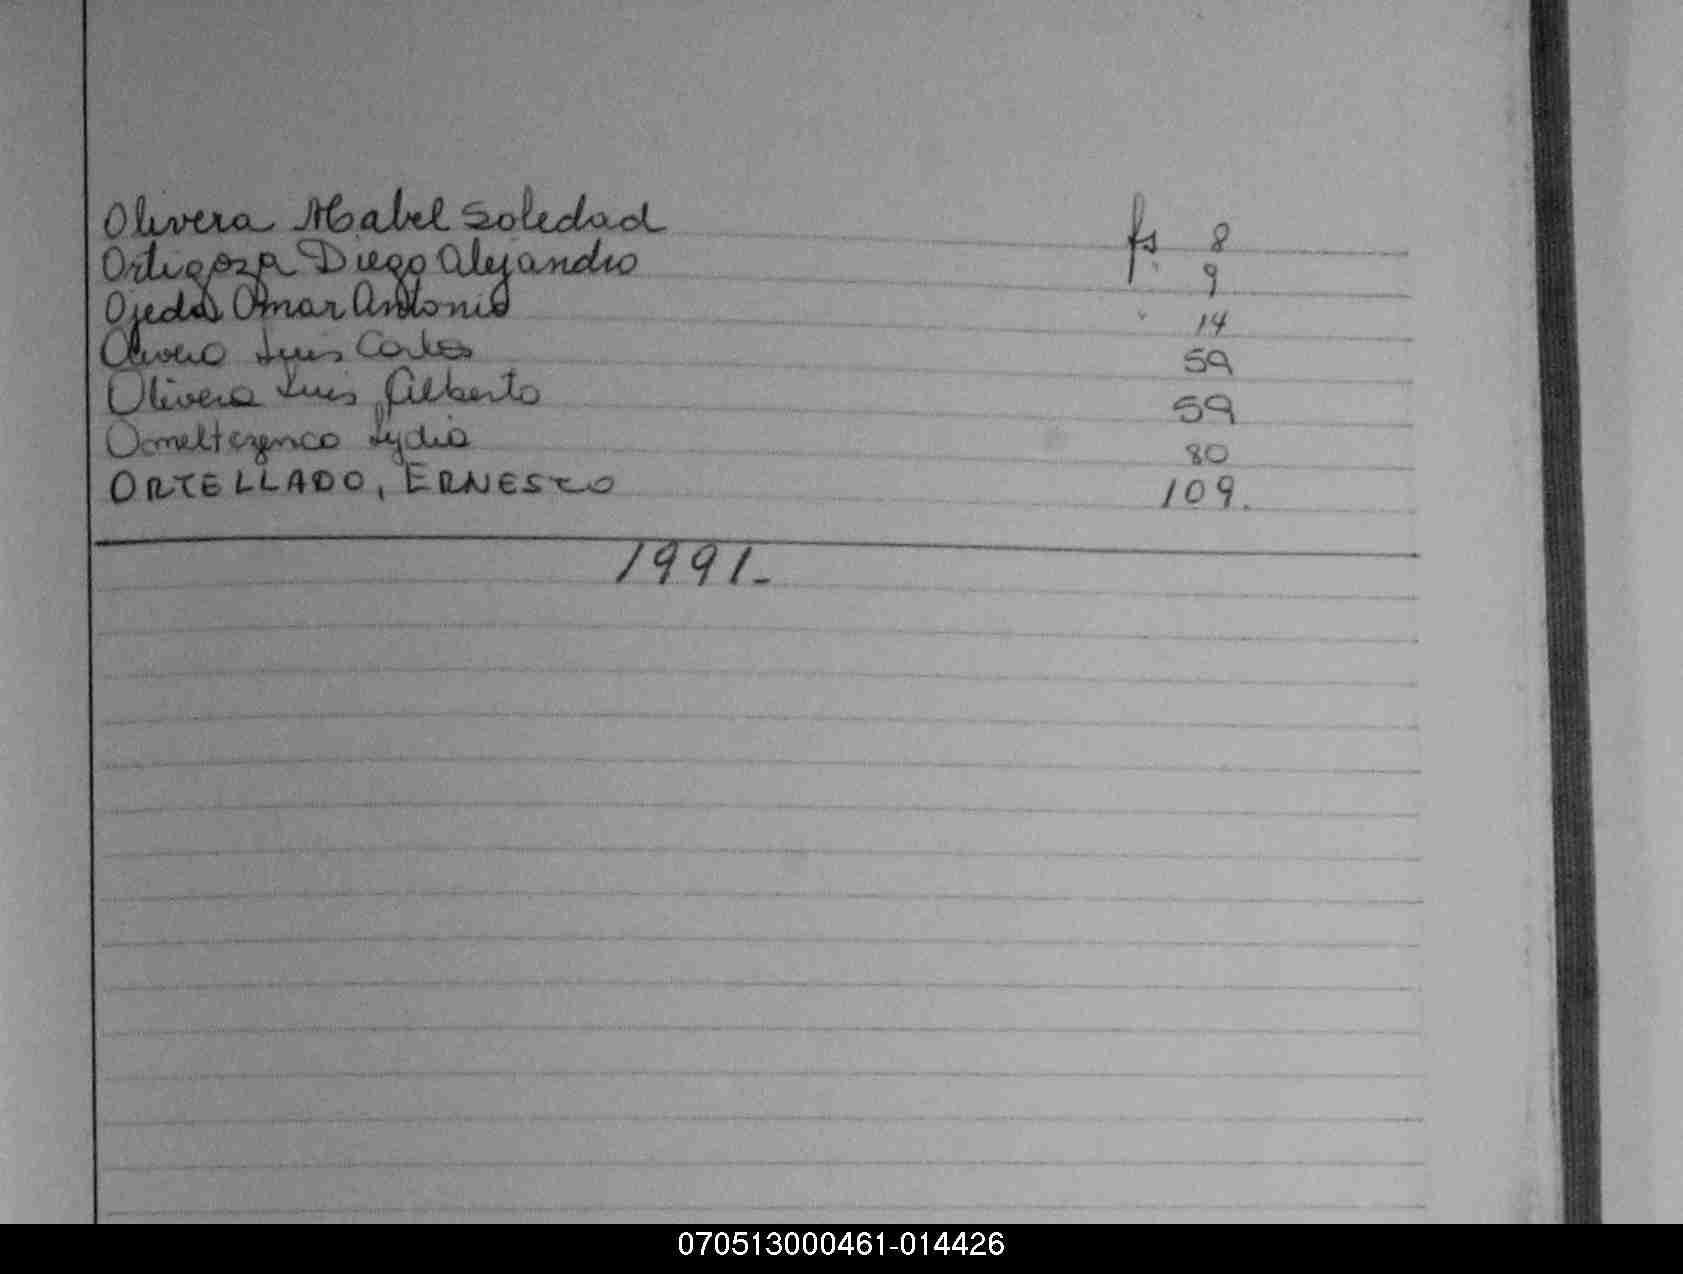 Olivera Mabel Soledad fs 8
Ortigoza Diego Alejandro " 9
Ojeda Omar Antonio " 14
Luis Carlos 59
Olivera Luis Alberto 59
Lydia 80
ORTELLADO, ERNESTO 109.
1991-
070513000461-014426